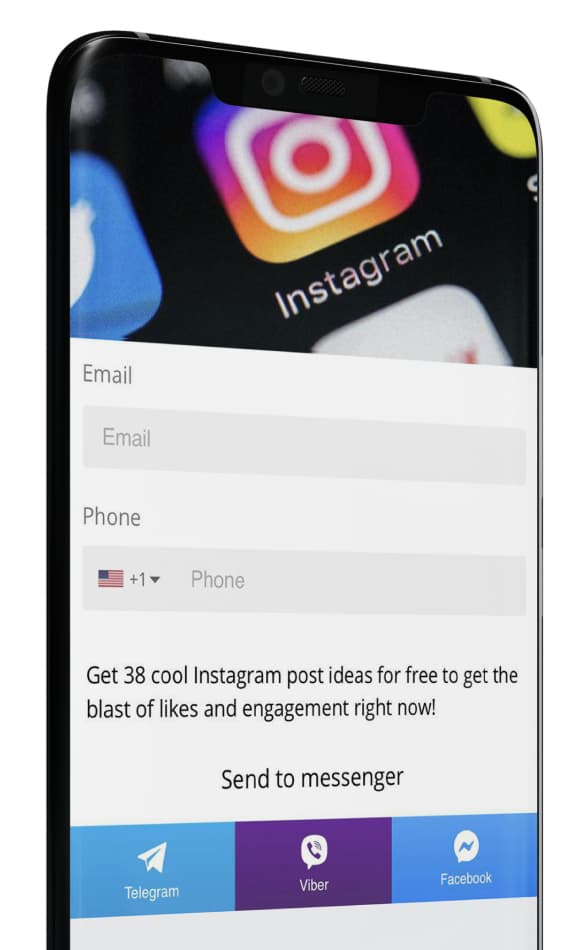 Instagram
Email
Email
Phone
+1
Phone
Get 38 cool Instagram post ideas for free to get the
blast of likes and engagement right now!
Send to messenger
Telegram
Viber
Facebook